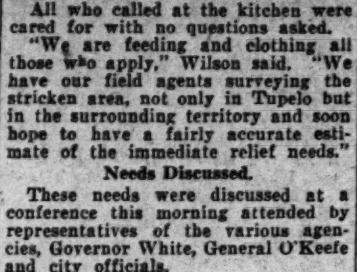 All who called at the kitchen were
cared for with no questions asked.
"We are feeding and clothing all
those who apply," Wilson said. "We
have our field agents surveying the
stricken area, not only in Tupelo but
in the surrounding territory and soon
hope to have a fairly accurate esti-
mate of the immediate relief needs."
Needs Discussed.
These needs were discussed at a
conference this morning attended by
representatives of the various agen-
cies, Governor White, General O'Keefe
and city officials.